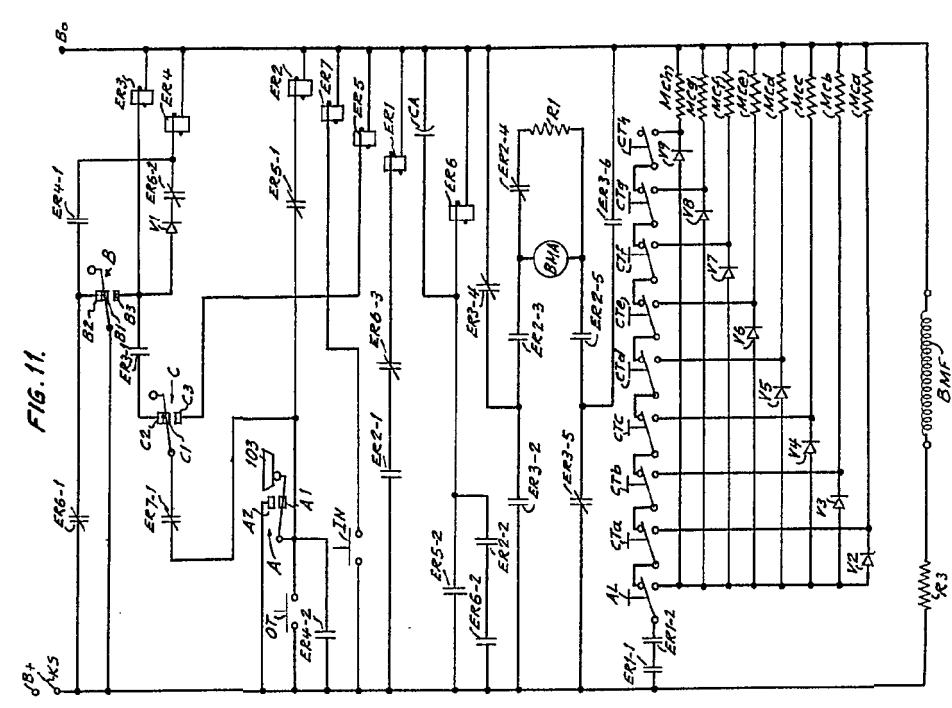 FIG. 11.
B+
KS
Bo
ER6-1
ER4-1
ER3
ER4
ER6-2
V1
B2
B
B1
B3
ER3-1
C2
C
C3
C1
ER7-1
ER2
ER7
ER5
ER1
CA
ER6
ER5-1
103
A2
A1
A
OT
ER4-2
IN
ER2-1
ER6-3
ER5-2
ER6-2
ER2-2
ER3-4
ER2-4
R1
BMA
ER2-3
ER2-5
ER3-2
ER3-5
ER3-6
ER1-1
ER1-2
AL
CTa
CTb
CTc
CTd
CTe
CTf
CTg
CTh
V2
V3
V4
V5
V6
V7
V8
V9
Mch
Mcg
Mcf
Mce
Mcd
Mcc
Mcb
Mca
R3
BMF